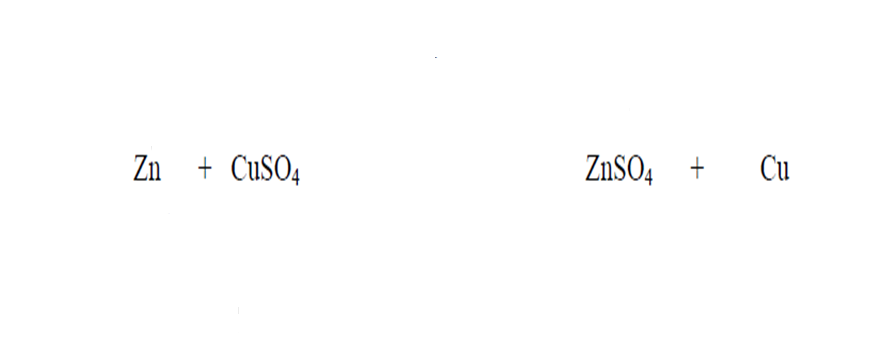 Zn + CuSO₄ ZnSO₄ + Cu